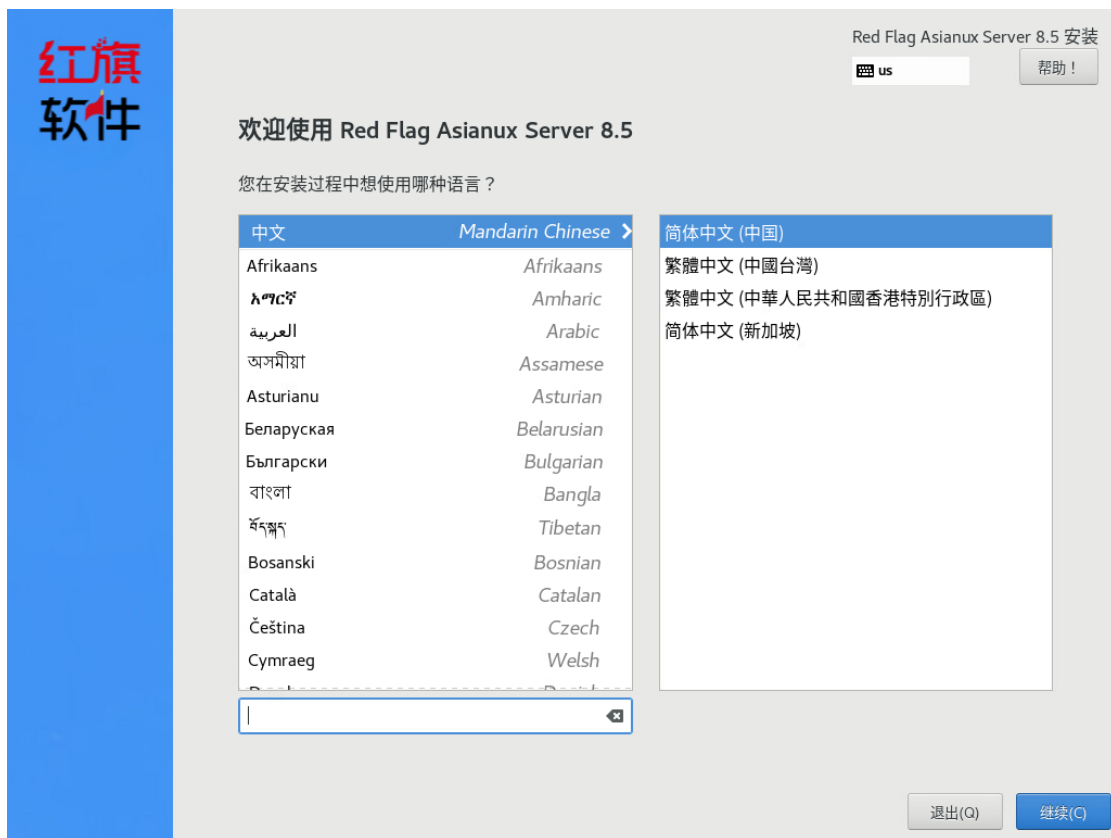 红旗
软件
Red Flag Asianux Server 8.5 安装
us
帮助！
欢迎使用 Red Flag Asianux Server 8.5
您在安装过程中想使用哪种语言？
中文 Mandarin Chinese
Afrikaans Afrikaans
አማርኛ Amharic
العربية Arabic
অসমীয়া Assamese
Asturianu Asturian
Беларуская Belarusian
Български Bulgarian
বাংলা Bangla
བོད་སྐད་ Tibetan
Bosanski Bosnian
Català Catalan
Čeština Czech
Cymraeg Welsh
简体中文 (中国)
繁體中文 (中國台灣)
繁體中文 (中華人民共和國香港特別行政區)
简体中文 (新加坡)
退出(Q)
继续(C)